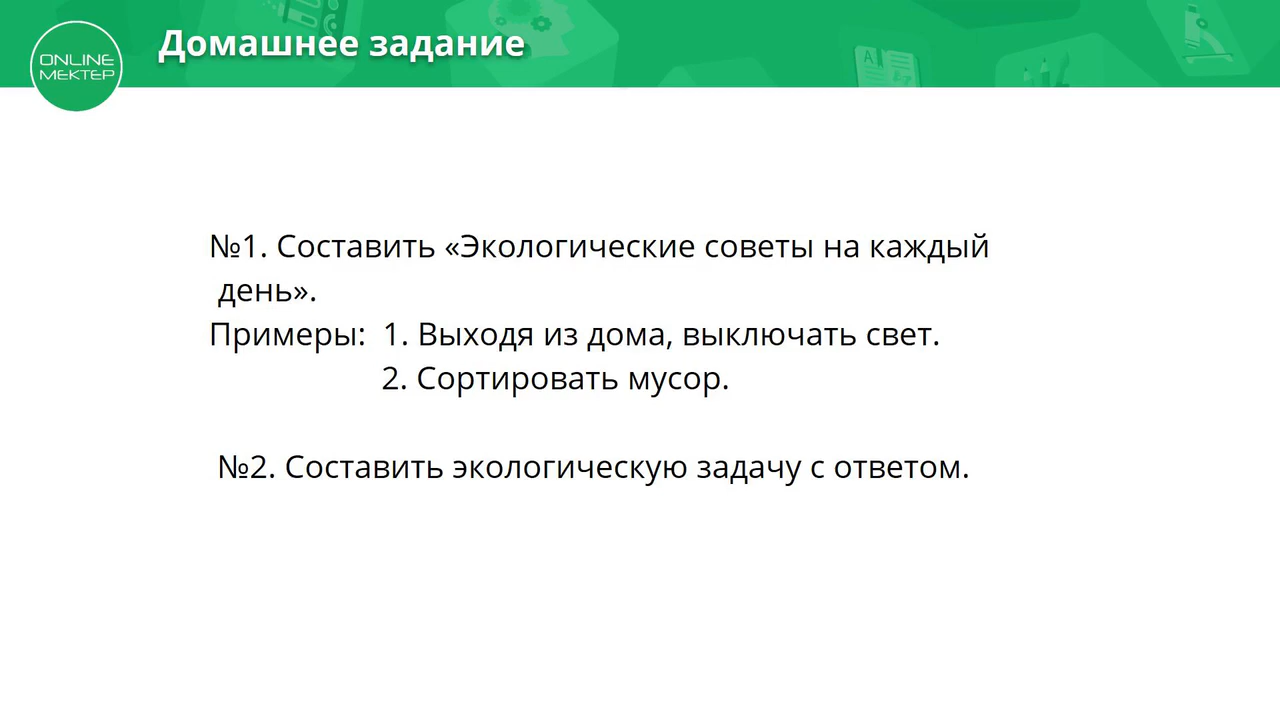 Домашнее задание
ONLINE
МЕКТЕР
№1. Составить «Экологические советы на каждый
день».
Примеры: 1. Выходя из дома, выключать свет.
2. Сортировать мусор.
№2. Составить экологическую задачу с ответом.